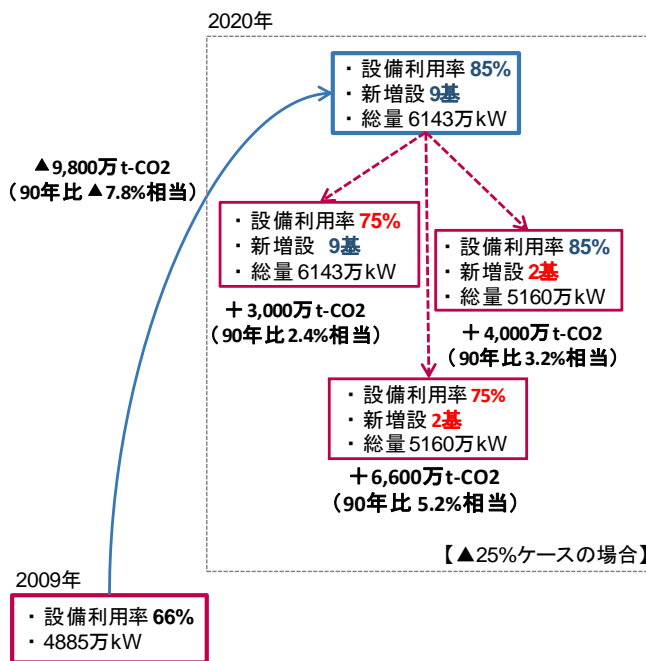 2020年
・ 設備利用率 85%
・ 新増設 9基
・ 総量 6143万kW
▲9,800万 t-CO2
（90年比 ▲7.8%相当）
・ 設備利用率 75%
・ 新増設 9基
・ 総量 6143万kW
＋3,000万 t-CO2
（90年比 2.4%相当）
・ 設備利用率 85%
・ 新増設 2基
・ 総量 5160万kW
＋4,000万 t-CO2
（90年比 3.2%相当）
・ 設備利用率 75%
・ 新増設 2基
・ 総量 5160万kW
＋6,600万 t-CO2
（90年比 5.2%相当）
【▲25%ケースの場合】
2009年
・ 設備利用率 66%
・ 4885万kW